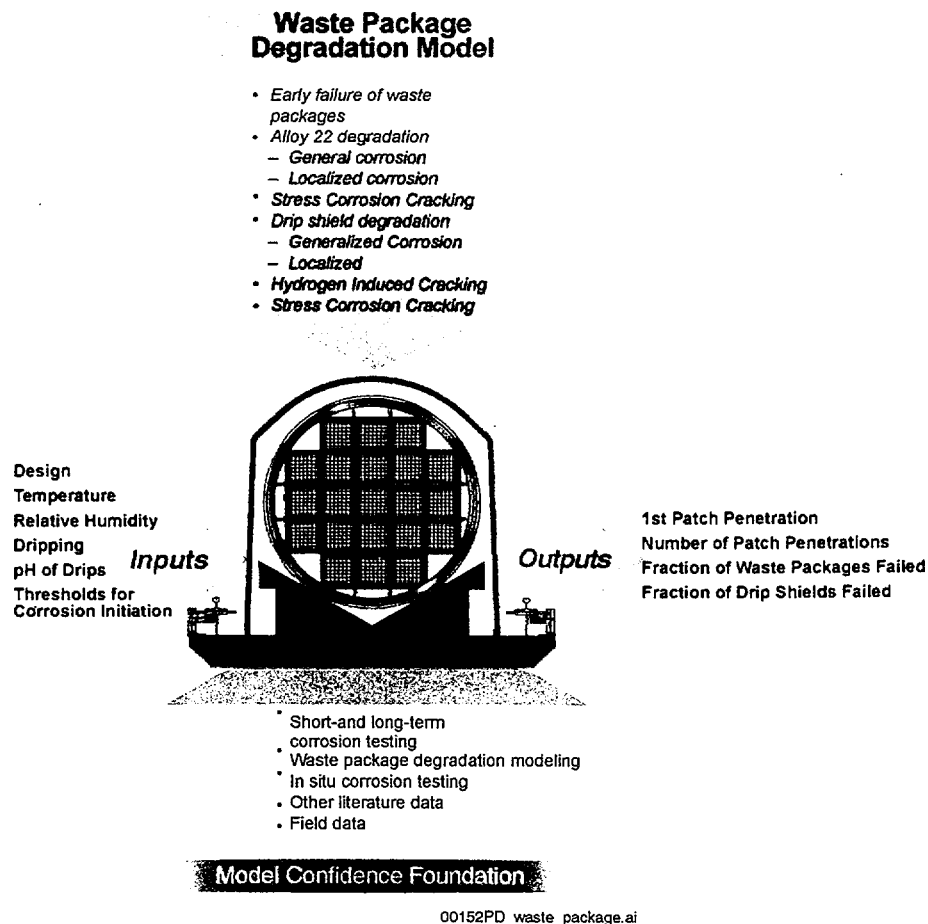 Waste Package
Degradation Model
• Early failure of waste
packages
• Alloy 22 degradation
– General corrosion
– Localized corrosion
• Stress Corrosion Cracking
• Drip shield degradation
– Generalized Corrosion
– Localized
• Hydrogen Induced Cracking
• Stress Corrosion Cracking
Design
Temperature
Relative Humidity
Dripping
pH of Drips
Thresholds for
Corrosion Initiation
Inputs
Outputs
1st Patch Penetration
Number of Patch Penetrations
Fraction of Waste Packages Failed
Fraction of Drip Shields Failed
• Short-and long-term
corrosion testing
• Waste package degradation modeling
• In situ corrosion testing
• Other literature data
• Field data
Model Confidence Foundation
00152PD_waste_package.ai